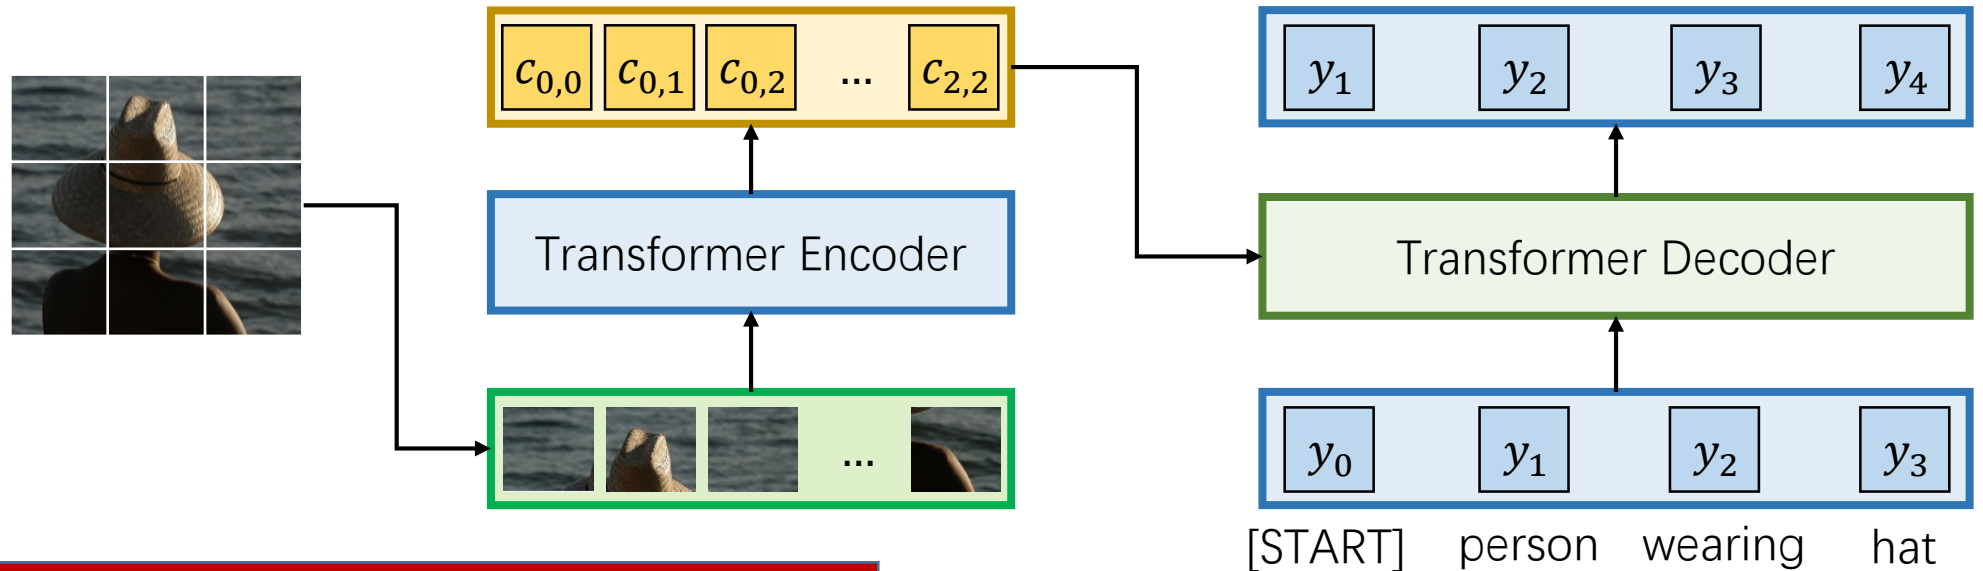 c0,0 c0,1 c0,2 ... c2,2
y1 y2 y3 y4
Transformer Encoder
Transformer Decoder
...
y0 y1 y2 y3
[START] person wearing hat